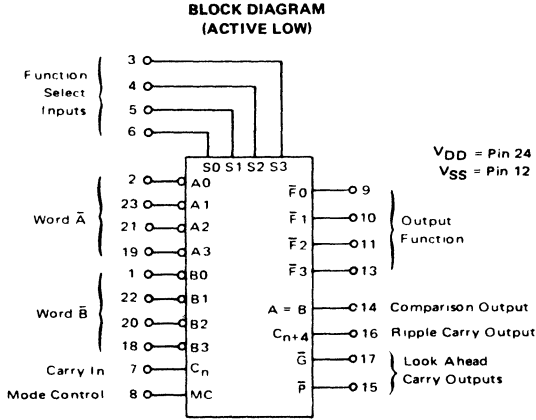 BLOCK DIAGRAM
(ACTIVE LOW)
Function
Select
Inputs
3
4
5
6
S0 S1 S2 S3
VDD = Pin 24
VSS = Pin 12
Word A̅
2 A0
23 A1
21 A2
19 A3
Word B̅
1 B0
22 B1
20 B2
18 B3
Carry In 7 Cn
Mode Control 8 MC
F̅0 9
F̅1 10
F̅2 11
F̅3 13
Output
Function
A = B 14 Comparison Output
Cn+4 16 Ripple Carry Output
G̅ 17
P̅ 15
Look Ahead
Carry Outputs